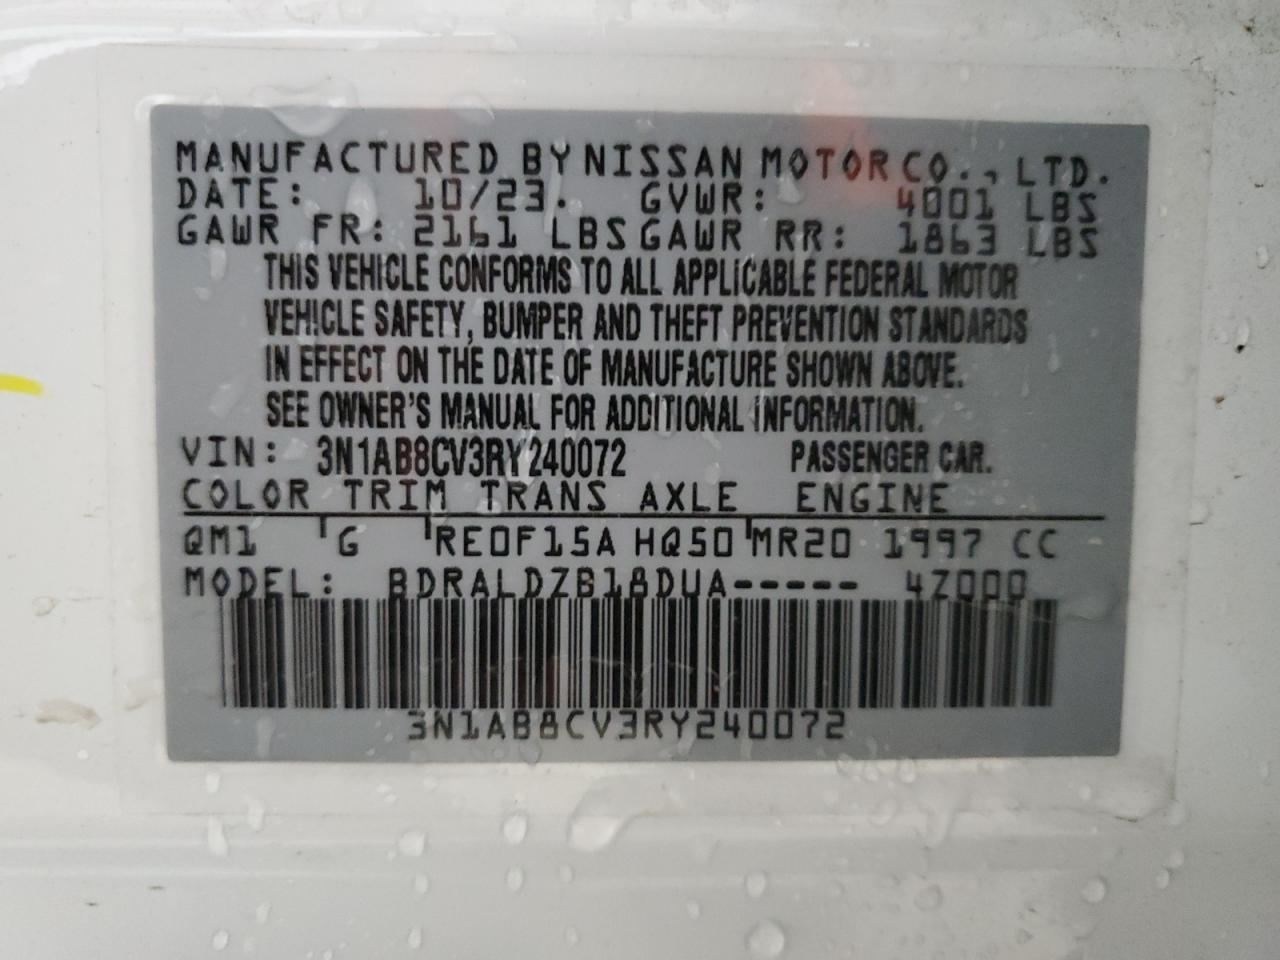 MANUFACTURED BY NISSAN MOTOR CO., LTD.
DATE: 10/23. GVWR: 4001 LBS
GAWR FR: 2161 LBS GAWR RR: 1863 LBS
THIS VEHICLE CONFORMS TO ALL APPLICABLE FEDERAL MOTOR
VEHICLE SAFETY, BUMPER AND THEFT PREVENTION STANDARDS
IN EFFECT ON THE DATE OF MANUFACTURE SHOWN ABOVE.
SEE OWNER'S MANUAL FOR ADDITIONAL INFORMATION.
VIN: 3N1AB8CV3RY240072 PASSENGER CAR.
COLOR TRIM TRANS AXLE ENGINE
QM1 G RE0F15A HQ50 MR20 1997 CC
MODEL: BDRALDZB18DUA----- 4Z000
3N1AB8CV3RY240072